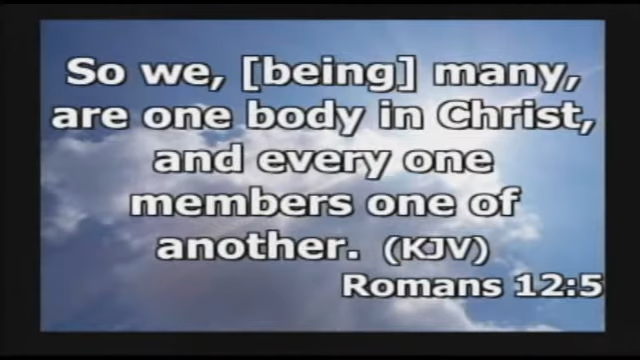 So we, [being] many,
are one body in Christ,
and every one
members one of
another. (KJV)
Romans 12:5